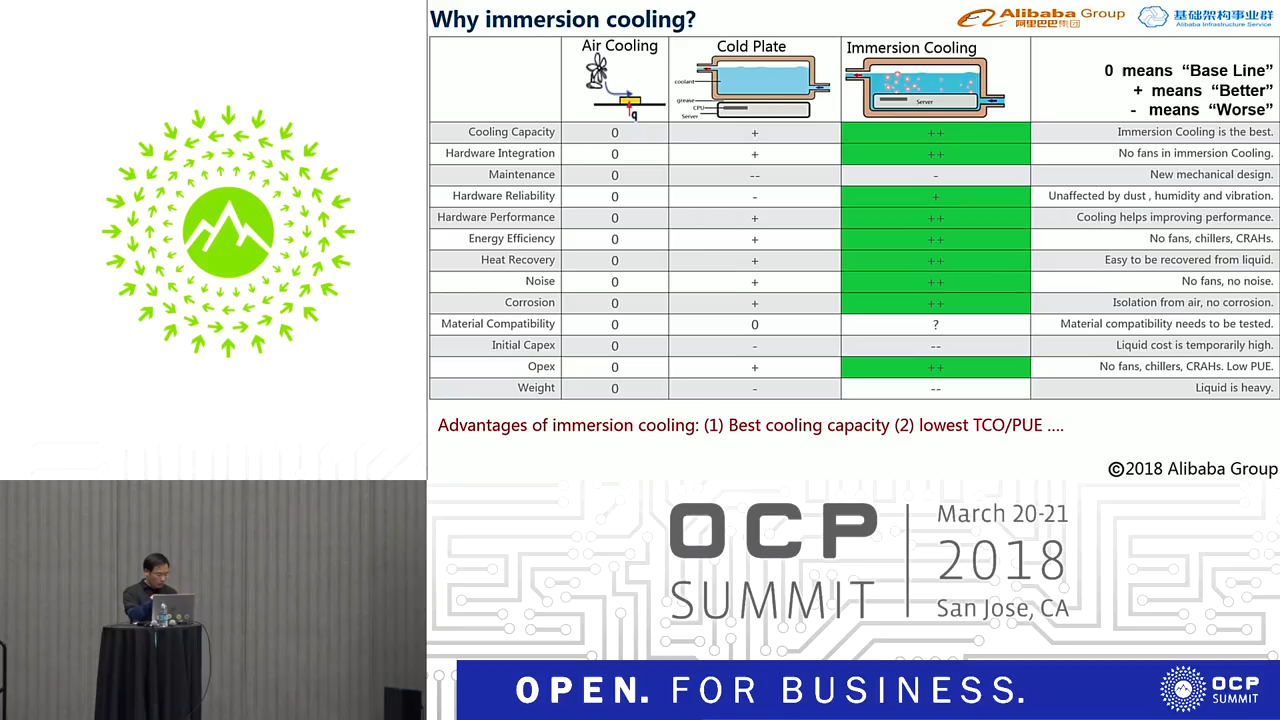 Why immersion cooling?
Alibaba Group
阿里巴巴集团
基础架构事业群
Alibaba Infrastructure Service
Air Cooling
Cold Plate
Immersion Cooling
q
coolant
grease
CPU
Server
Server
0 means “Base Line”
+ means “Better”
- means “Worse”
Cooling Capacity 0 + ++ Immersion Cooling is the best.
Hardware Integration 0 + ++ No fans in immersion Cooling.
Maintenance 0 -- - New mechanical design.
Hardware Reliability 0 - + Unaffected by dust , humidity and vibration.
Hardware Performance 0 + ++ Cooling helps improving performance.
Energy Efficiency 0 + ++ No fans, chillers, CRAHs.
Heat Recovery 0 + ++ Easy to be recovered from liquid.
Noise 0 + ++ No fans, no noise.
Corrosion 0 + ++ Isolation from air, no corrosion.
Material Compatibility 0 0 ? Material compatibility needs to be tested.
Initial Capex 0 - -- Liquid cost is temporarily high.
Opex 0 + ++ No fans, chillers, CRAHs. Low PUE.
Weight 0 - -- Liquid is heavy.
Advantages of immersion cooling: (1) Best cooling capacity (2) lowest TCO/PUE ....
©2018 Alibaba Group
OCP
SUMMIT
March 20-21
2018
San Jose, CA
OPEN. FOR BUSINESS.
OCP
SUMMIT